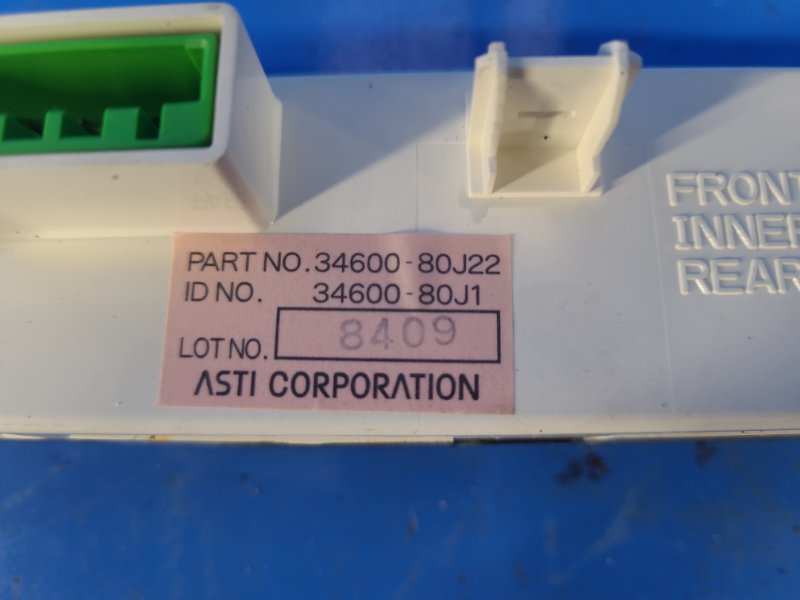 PART NO. 34600-80J22
ID NO. 34600-80J1
LOT NO. 8409
ASTI CORPORATION
FRONT
INNER
REAR